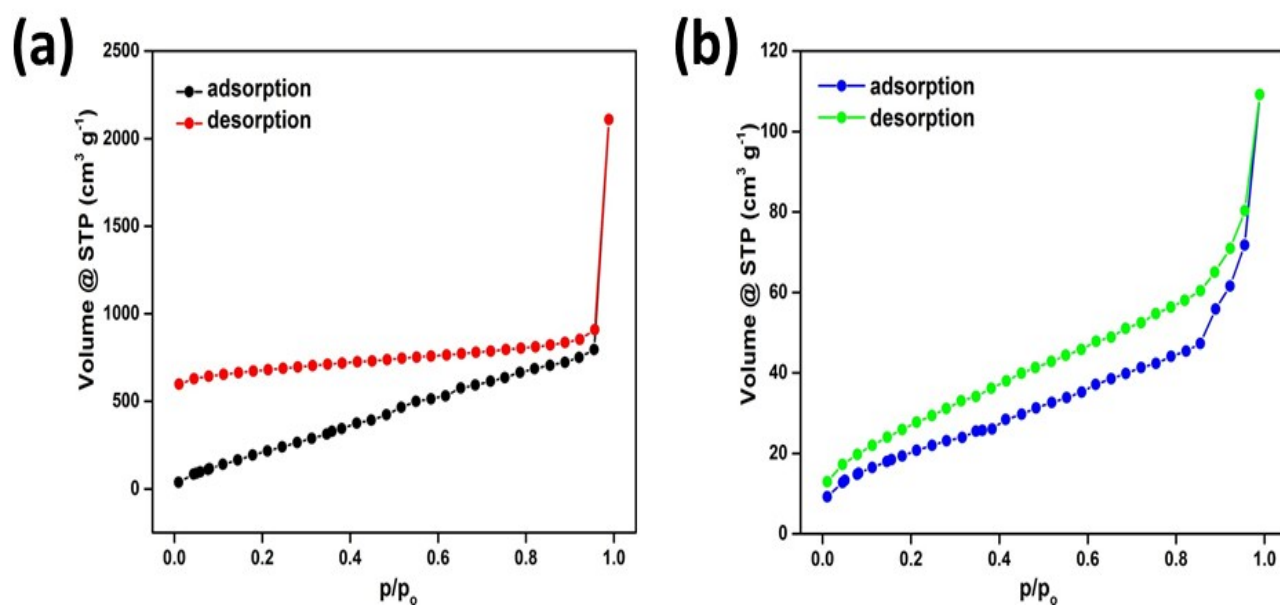 (a)
Volume @ STP (cm³ g⁻¹)
2500
2000
1500
1000
500
0
adsorption
desorption
0.0 0.2 0.4 0.6 0.8 1.0
p/pₒ
(b)
Volume @ STP (cm³ g⁻¹)
120
100
80
60
40
20
0
adsorption
desorption
0.0 0.2 0.4 0.6 0.8 1.0
p/pₒ